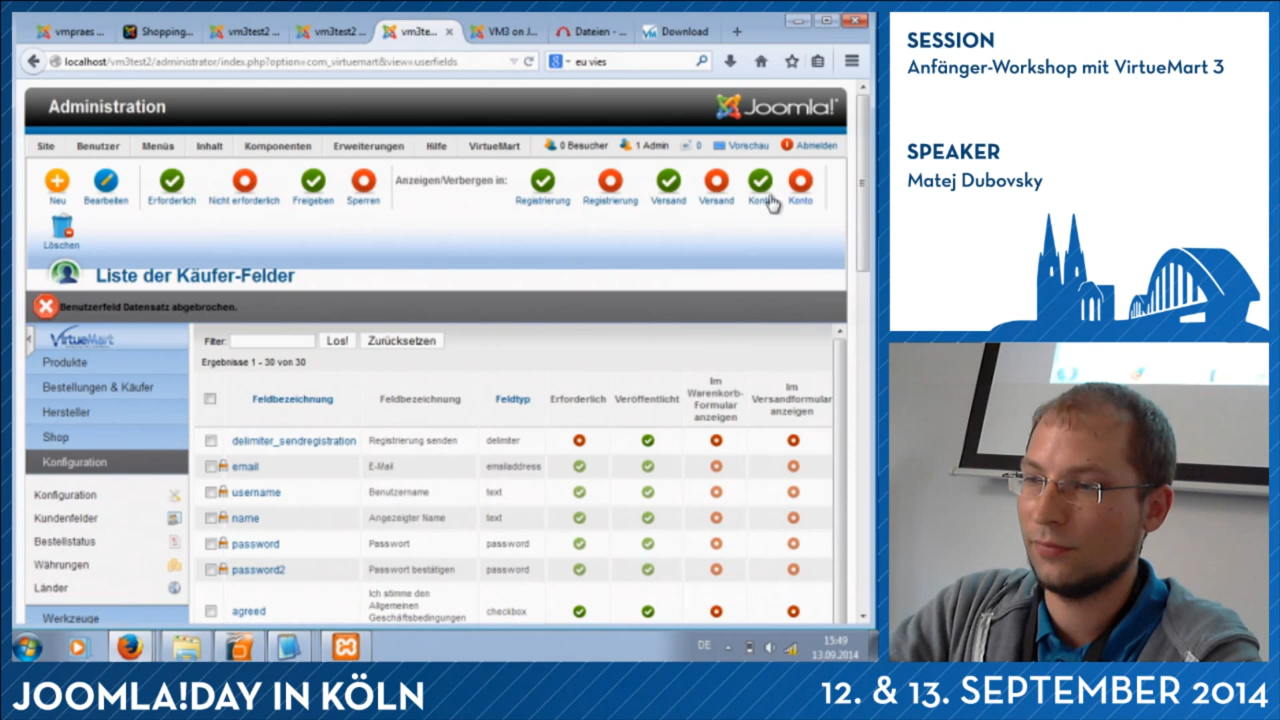 vmpraes ...
Shopping...
vm3test2 ...
vm3test2 ...
vm3te...
VM3 on J...
Dateien - ...
Download
localhost/vm3test2/administrator/index.php?option=com_virtuemart&view=userfields
eu vies
Administration
Joomla!
Site Benutzer Menüs Inhalt Komponenten Erweiterungen Hilfe VirtueMart 0 Besucher 1 Admin 0 Vorschau Abmelden
Neu Bearbeiten Erforderlich Nicht erforderlich Freigeben Sperren Anzeigen/Verbergen in: Registrierung Registrierung Versand Versand Konto Konto
Löschen
Liste der Käufer-Felder
Benutzerfeld Datensatz abgebrochen.
VirtueMart
Produkte
Bestellungen & Käufer
Hersteller
Shop
Konfiguration
Konfiguration
Kundenfelder
Bestellstatus
Währungen
Länder
Werkzeuge
Filter: Los! Zurücksetzen
Ergebnisse 1 - 30 von 30
Feldbezeichnung Feldbezeichnung Feldtyp Erforderlich Veröffentlicht Im Warenkorb-Formular anzeigen Im Versandformular anzeigen
delimiter_sendregistration Registrierung senden delimiter
email E-Mail emailaddress
username Benutzername text
name Angezeigter Name text
password Passwort password
password2 Passwort bestätigen password
agreed Ich stimme den Allgemeinen Geschäftsbedingungen checkbox
DE
15:49
13.09.2014
SESSION
Anfänger-Workshop mit VirtueMart 3
SPEAKER
Matej Dubovsky
JOOMLA!DAY IN KÖLN
12. & 13. SEPTEMBER 2014